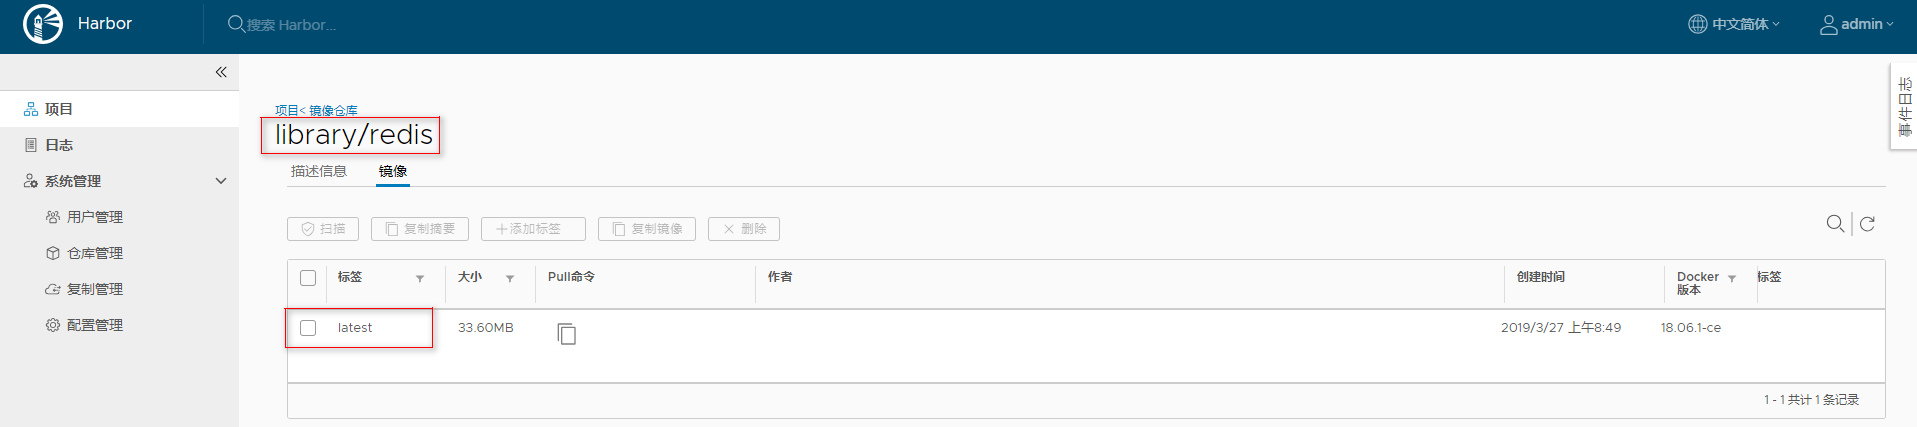 Harbor
搜索 Harbor...
中文简体
admin
事件日志
项目
日志
系统管理
用户管理
仓库管理
复制管理
配置管理
项目< 镜像仓库
library/redis
描述信息 镜像
扫描 复制摘要 +添加标签 复制镜像 删除
标签 大小 Pull命令 作者 创建时间 Docker 版本 标签
latest 33.60MB 2019/3/27 上午8:49 18.06.1-ce
1 - 1 共计 1 条记录